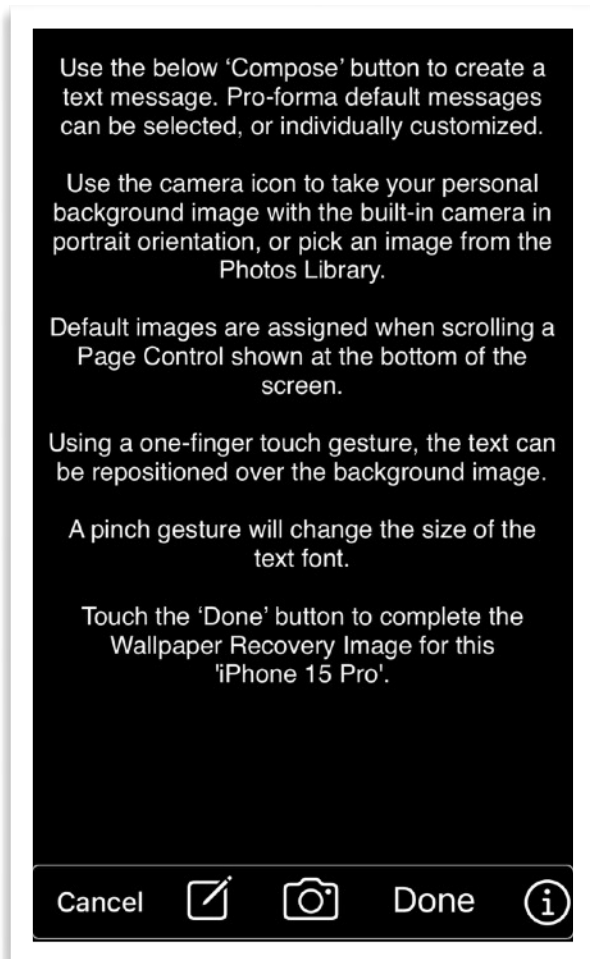 Use the below ‘Compose’ button to create a
text message. Pro-forma default messages
can be selected, or individually customized.
Use the camera icon to take your personal
background image with the built-in camera in
portrait orientation, or pick an image from the
Photos Library.
Default images are assigned when scrolling a
Page Control shown at the bottom of the
screen.
Using a one-finger touch gesture, the text can
be repositioned over the background image.
A pinch gesture will change the size of the
text font.
Touch the ‘Done’ button to complete the
Wallpaper Recovery Image for this
'iPhone 15 Pro'.
Cancel Done